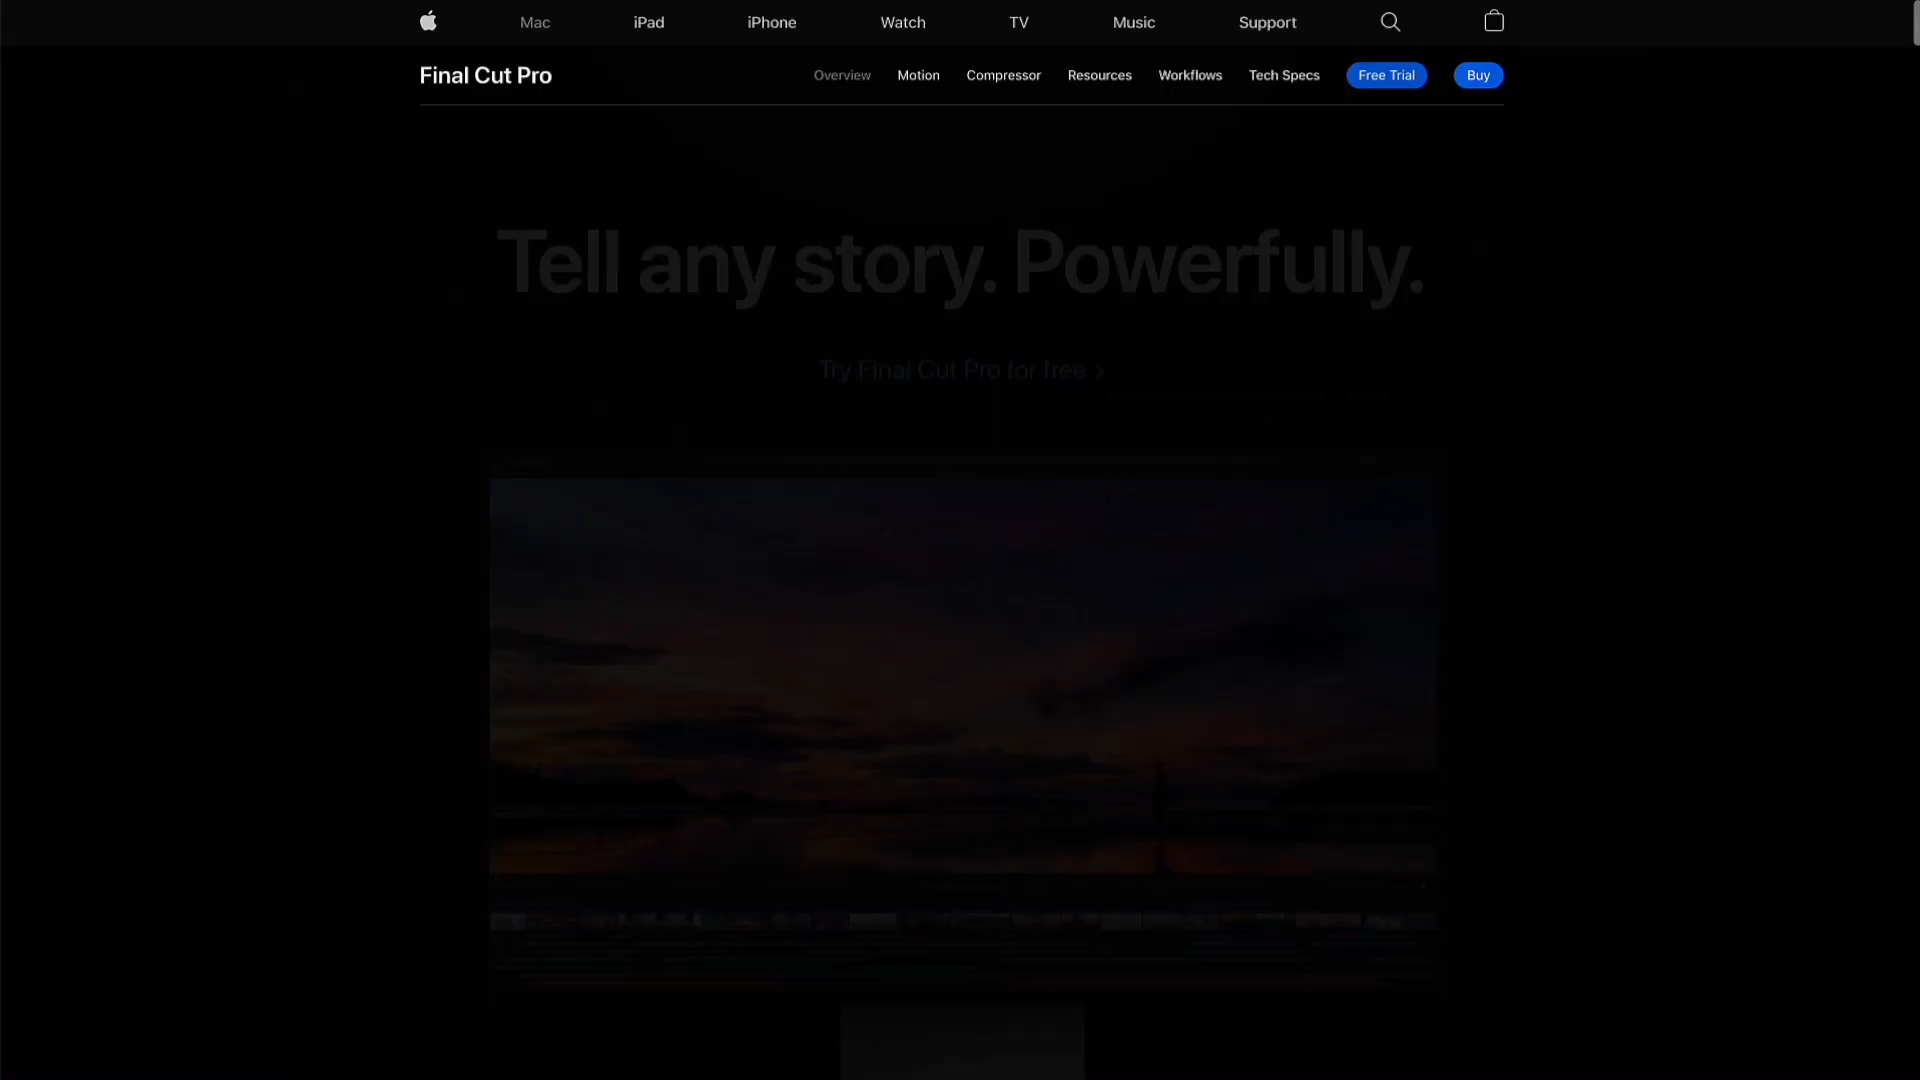 Mac iPad iPhone Watch TV Music Support
Final Cut Pro Overview Motion Compressor Resources Workflows Tech Specs Free Trial Buy
Tell any story. Powerfully.
Try Final Cut Pro for free >